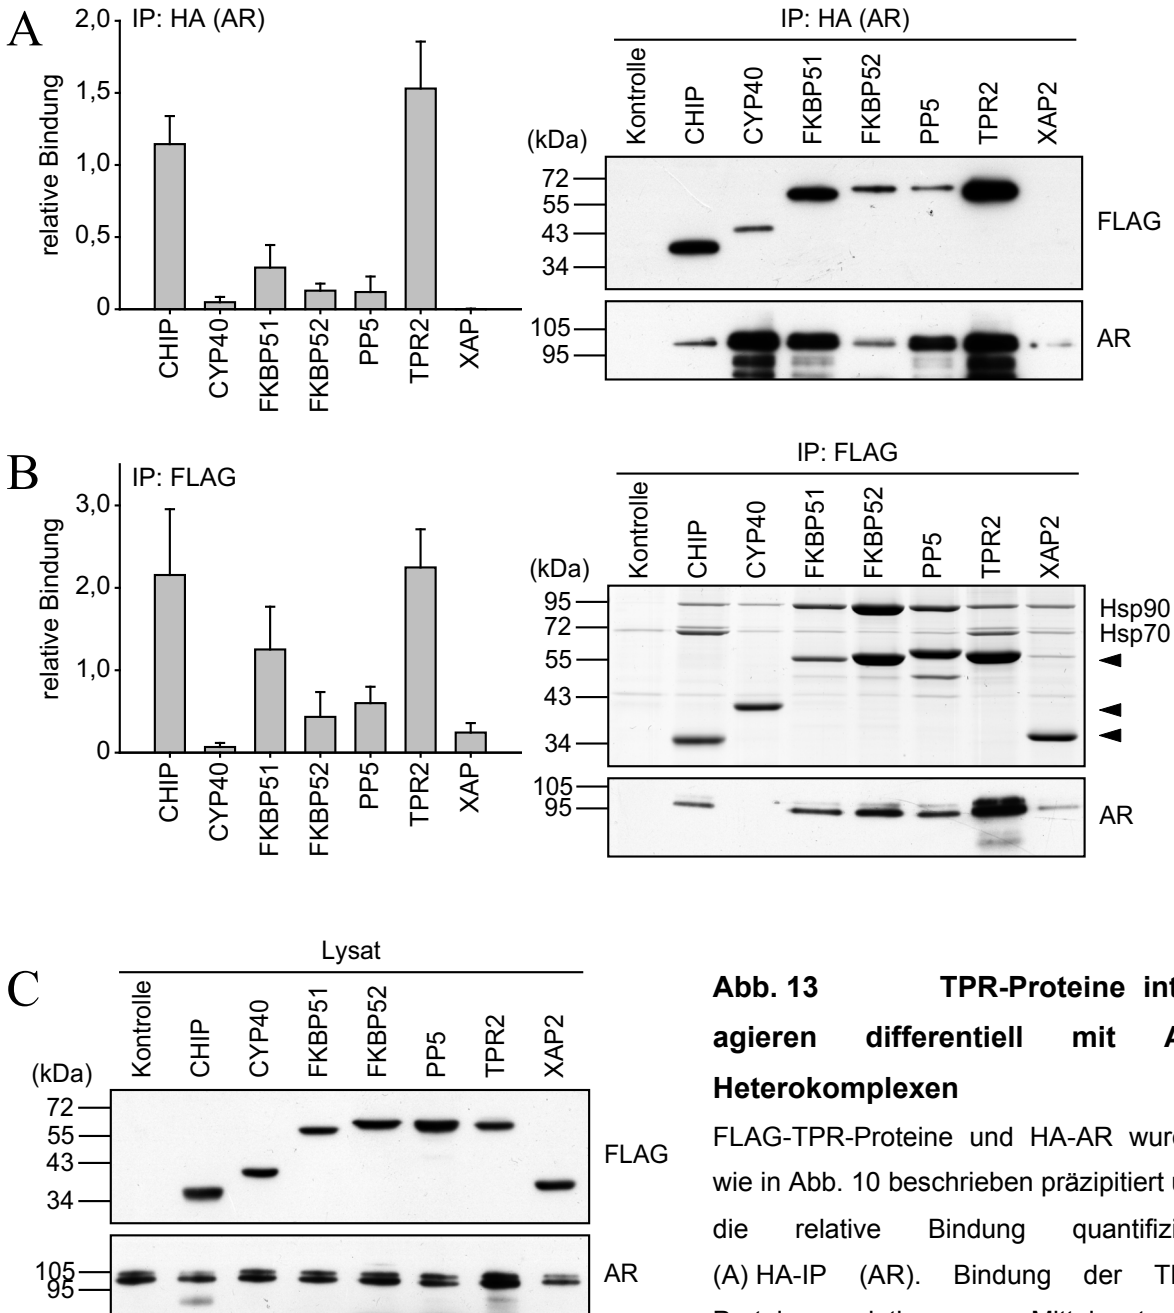 A
IP: HA (AR)
relative Bindung
2,0
1,5
1,0
0,5
0
CHIP
CYP40
FKBP51
FKBP52
PP5
TPR2
XAP
IP: HA (AR)
Kontrolle
CHIP
CYP40
FKBP51
FKBP52
PP5
TPR2
XAP2
(kDa)
72
55
43
34
FLAG
105
95
AR
B
IP: FLAG
relative Bindung
3,0
2,0
1,0
0
CHIP
CYP40
FKBP51
FKBP52
PP5
TPR2
XAP
IP: FLAG
Kontrolle
CHIP
CYP40
FKBP51
FKBP52
PP5
TPR2
XAP2
(kDa)
95
72
55
43
34
Hsp90
Hsp70
105
95
AR
C
Lysat
Kontrolle
CHIP
CYP40
FKBP51
FKBP52
PP5
TPR2
XAP2
(kDa)
72
55
43
34
FLAG
105
95
AR
Abb. 13 TPR-Proteine int
agieren differentiell mit A
Heterokomplexen
FLAG-TPR-Proteine und HA-AR wur
wie in Abb. 10 beschrieben präzipitiert u
die relative Bindung quantifizi
(A) HA-IP (AR). Bindung der TP